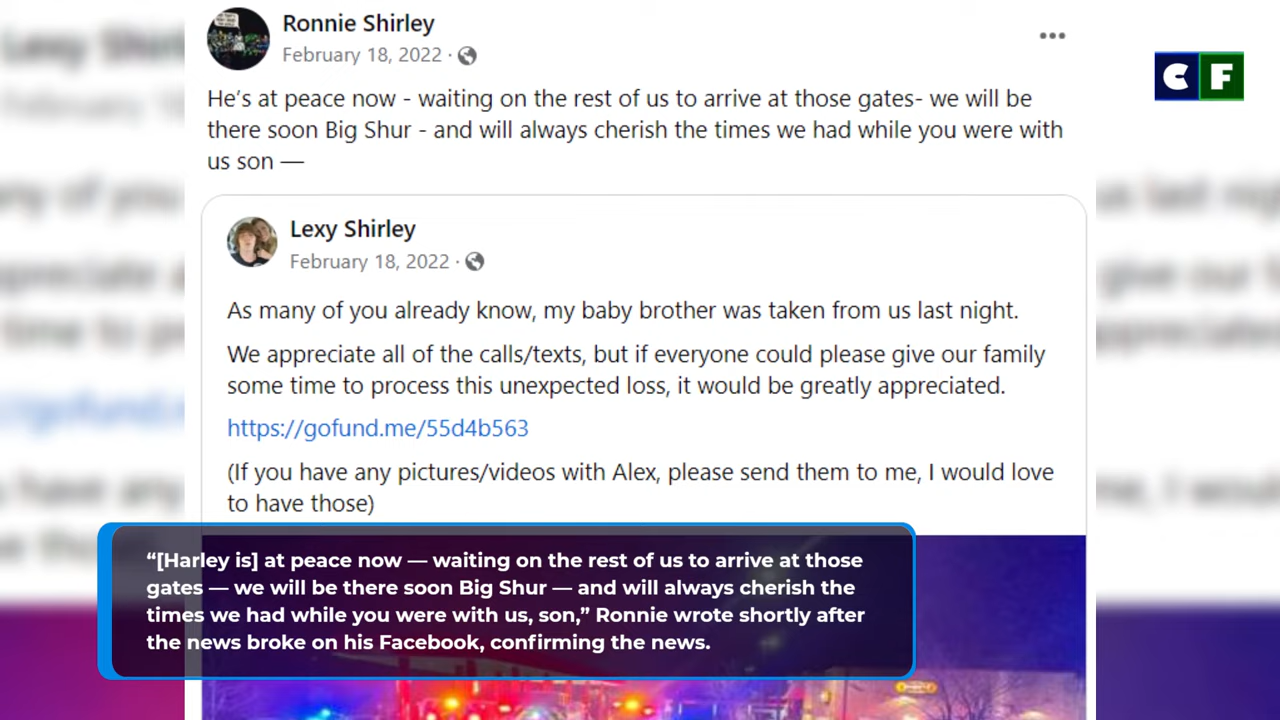 Ronnie Shirley
February 18, 2022 ·
He's at peace now - waiting on the rest of us to arrive at those gates- we will be
there soon Big Shur - and will always cherish the times we had while you were with
us son —
C F
Lexy Shirley
February 18, 2022 ·
As many of you already know, my baby brother was taken from us last night.
We appreciate all of the calls/texts, but if everyone could please give our family
some time to process this unexpected loss, it would be greatly appreciated.
https://gofund.me/55d4b563
(If you have any pictures/videos with Alex, please send them to me, I would love
to have those)
“[Harley is] at peace now — waiting on the rest of us to arrive at those
gates — we will be there soon Big Shur — and will always cherish the
times we had while you were with us, son,” Ronnie wrote shortly after
the news broke on his Facebook, confirming the news.